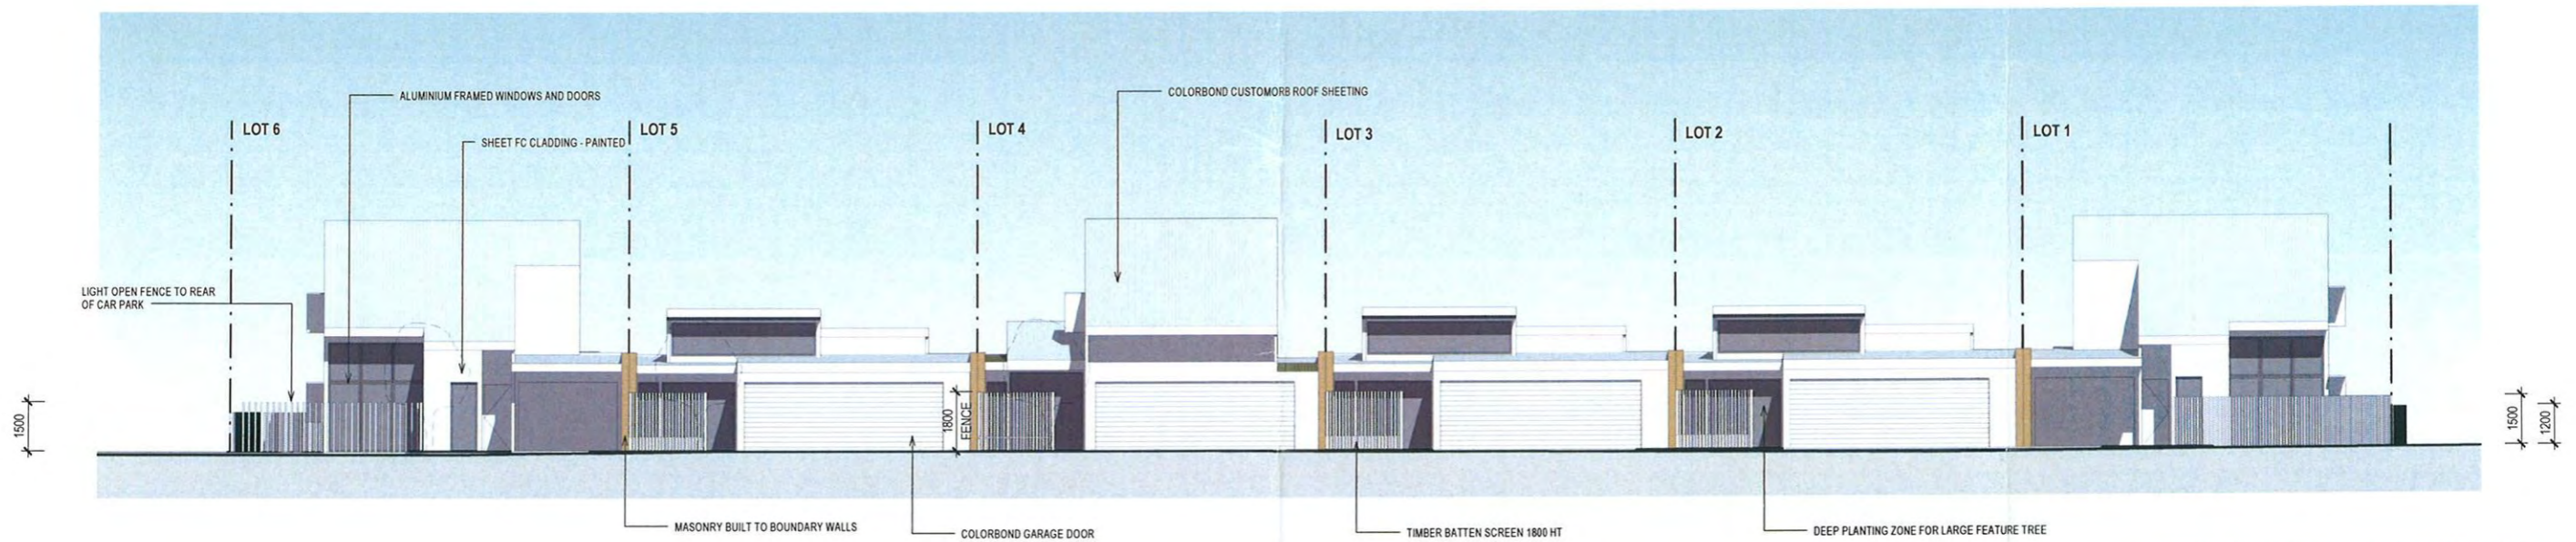 ALUMINIUM FRAMED WINDOWS AND DOORS
COLORBOND CUSTOMORB ROOF SHEETING
LOT 6
LOT 5
LOT 4
LOT 3
LOT 2
LOT 1
SHEET FC CLADDING - PAINTED
LIGHT OPEN FENCE TO REAR
OF CAR PARK
1500
1800
FENCE
1500
1200
MASONRY BUILT TO BOUNDARY WALLS
COLORBOND GARAGE DOOR
TIMBER BATTEN SCREEN 1800 HT
DEEP PLANTING ZONE FOR LARGE FEATURE TREE